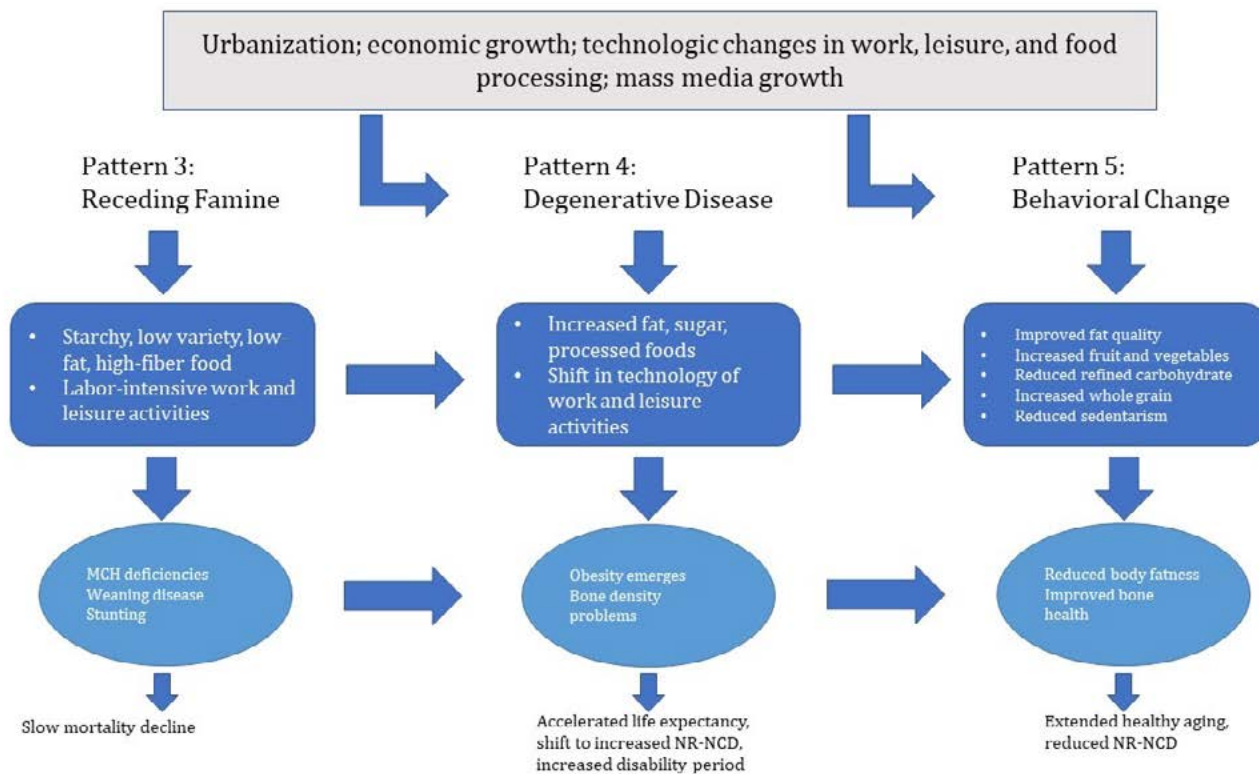 Urbanization; economic growth; technologic changes in work, leisure, and food
processing; mass media growth
Pattern 3:
Receding Famine
Pattern 4:
Degenerative Disease
Pattern 5:
Behavioral Change
• Starchy, low variety, low-
fat, high-fiber food
• Labor-intensive work and
leisure activities
• Increased fat, sugar,
processed foods
• Shift in technology of
work and leisure
activities
• Improved fat quality
• Increased fruit and vegetables
• Reduced refined carbohydrate
• Increased whole grain
• Reduced sedentarism
MCH deficiencies
Weaning disease
Stunting
Obesity emerges
Bone density
problems
Reduced body fatness
Improved bone
health
Slow mortality decline
Accelerated life expectancy,
shift to increased NR-NCD,
increased disability period
Extended healthy aging,
reduced NR-NCD